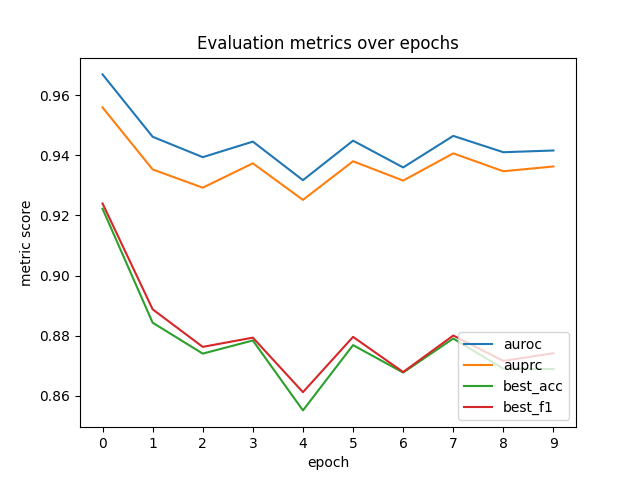 Evaluation metrics over epochs
metric score
0.96
0.94
0.92
0.90
0.88
0.86
auroc
auprc
best_acc
best_f1
0 1 2 3 4 5 6 7 8 9
epoch